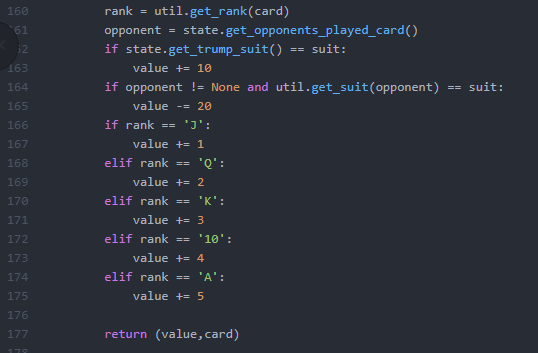 160 rank = util.get_rank(card)
61 opponent = state.get_opponents_played_card()
2 if state.get_trump_suit() == suit:
163 value += 10
164 if opponent != None and util.get_suit(opponent) == suit:
165 value -= 20
166 if rank == 'J':
167 value += 1
168 elif rank == 'Q':
169 value += 2
170 elif rank == 'K':
171 value += 3
172 elif rank == '10':
173 value += 4
174 elif rank == 'A':
175 value += 5
176
177 return (value,card)
178